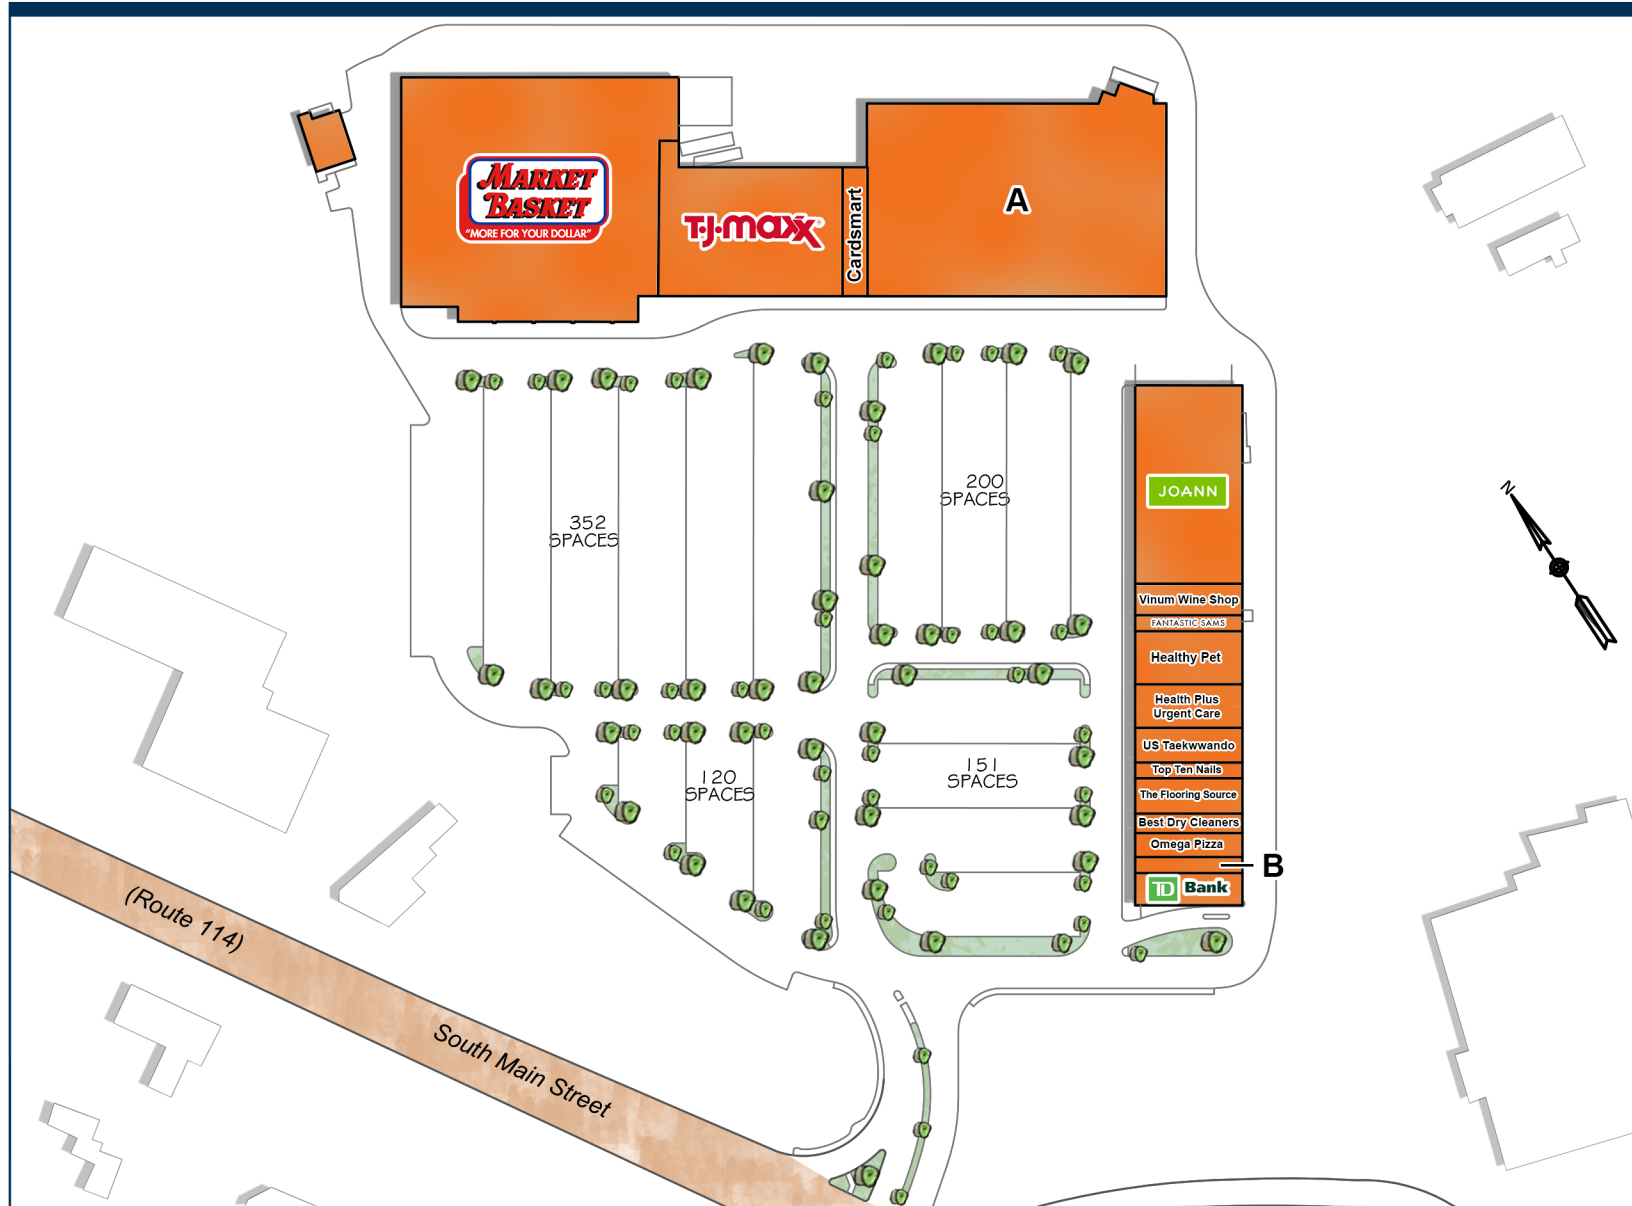 MARKET
BASKET
"MORE FOR YOUR DOLLAR"
T·J·maxx
Cardsmart
A
352
SPACES
200
SPACES
120
SPACES
151
SPACES
JOANN
Vinum Wine Shop
FANTASTIC SAMS
Healthy Pet
Health Plus
Urgent Care
US Taekwwando
Top Ten Nails
The Flooring Source
Best Dry Cleaners
Omega Pizza
B
TD Bank
N
(Route 114)
South Main Street